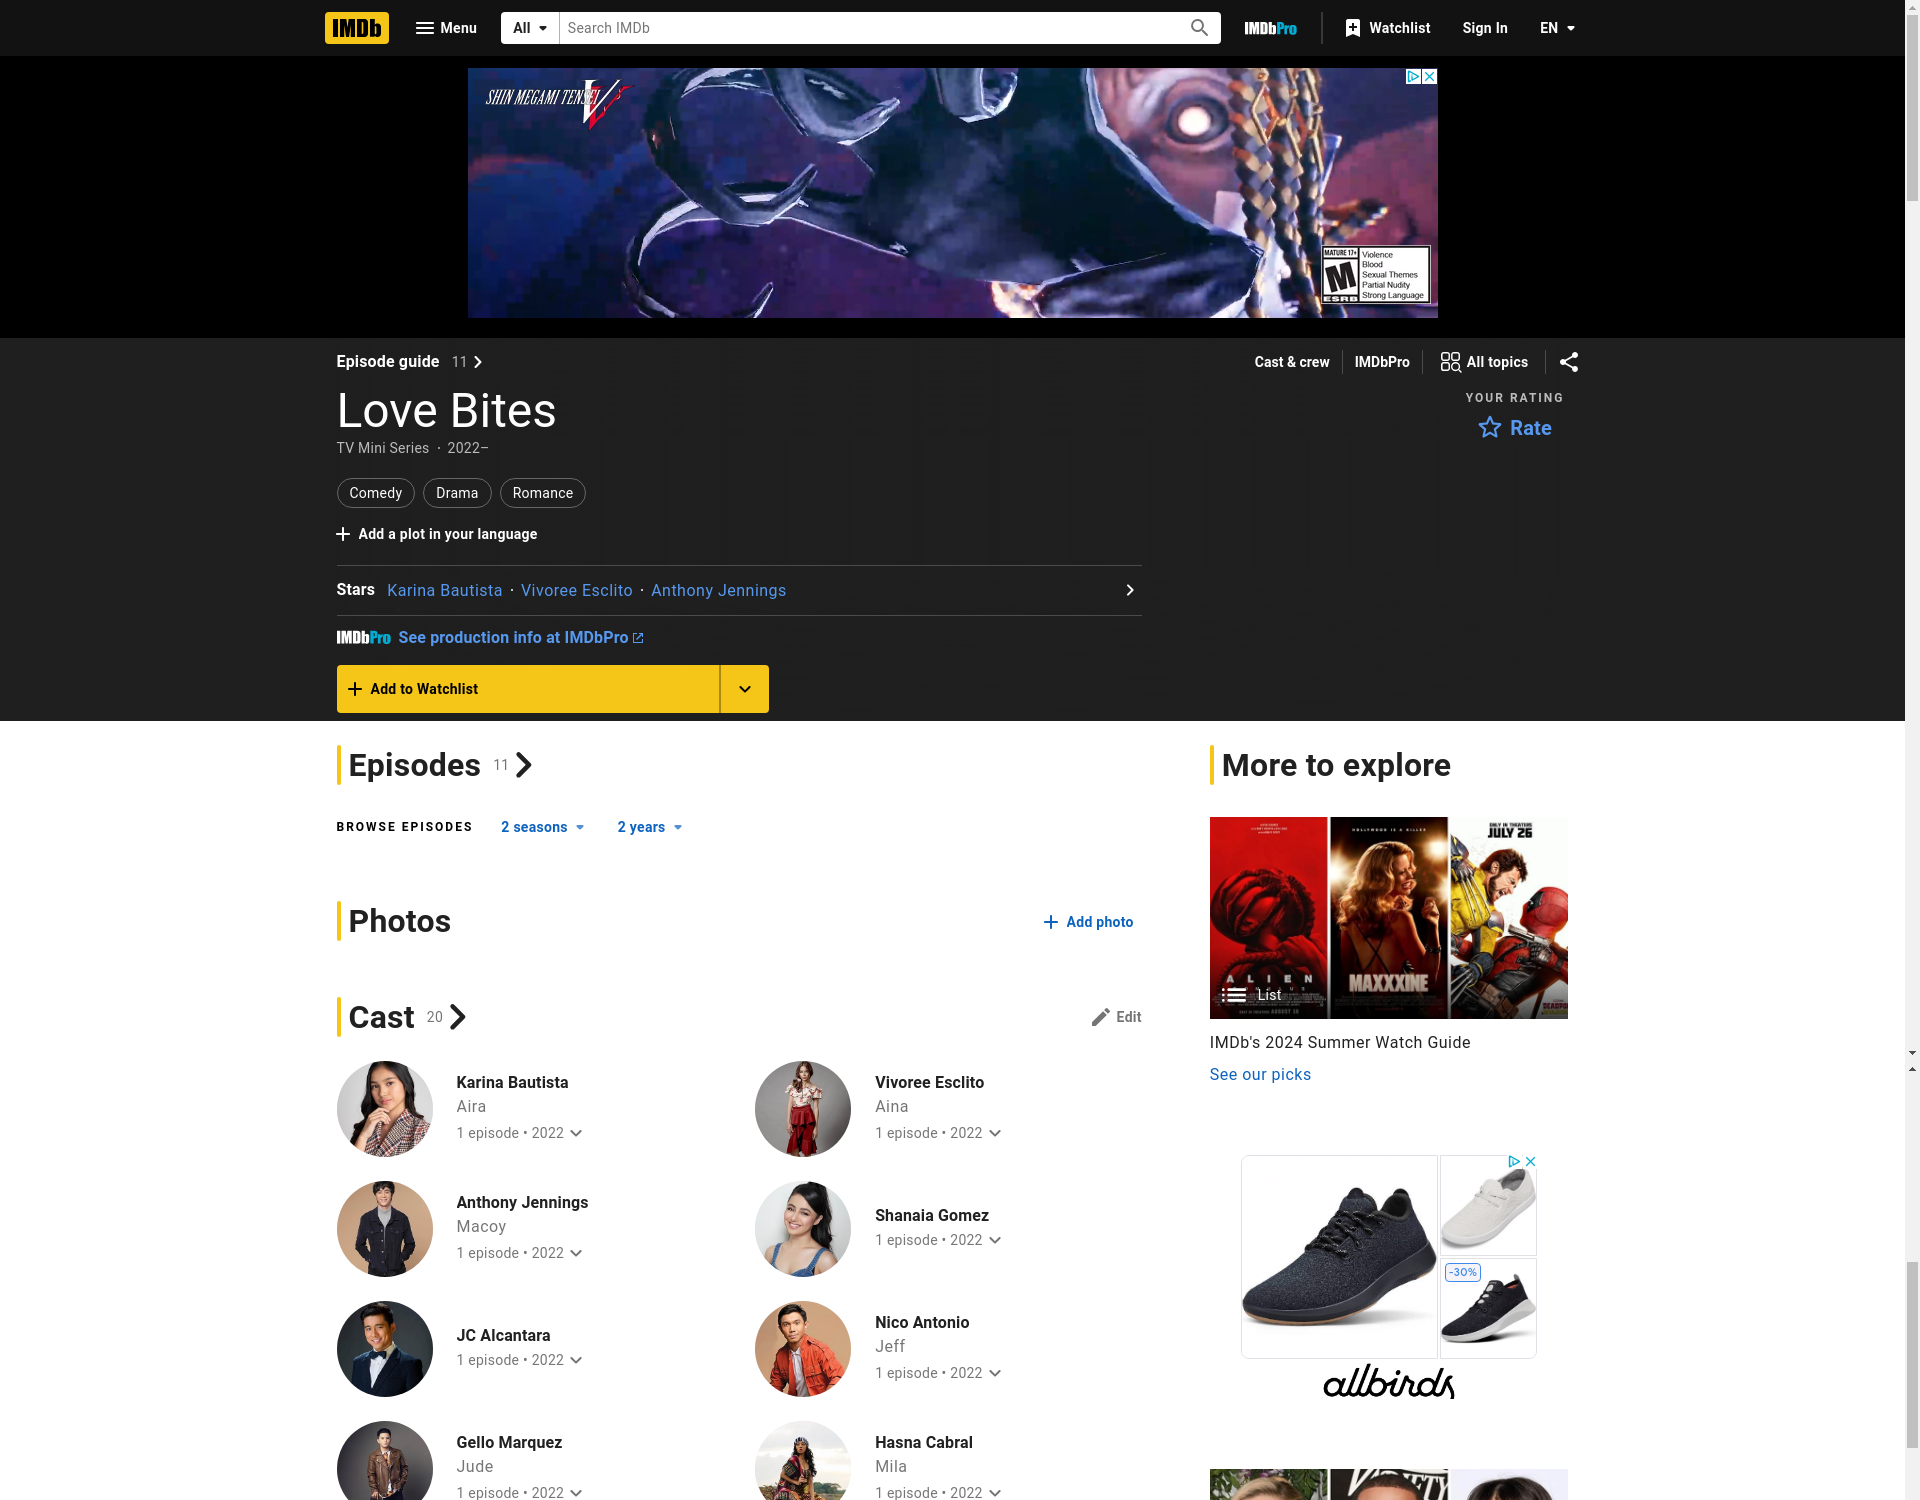 IMDb
Menu
All
Search IMDb
IMDbPro
Watchlist
Sign In
EN
SHIN MEGAMI TENSEI V
MATURE 17+
M
ESRB
Violence
Blood
Sexual Themes
Partial Nudity
Strong Language
Episode guide 11
Cast & crew
IMDbPro
All topics
Love Bites
YOUR RATING
Rate
TV Mini Series · 2022–
Comedy
Drama
Romance
Add a plot in your language
Stars Karina Bautista · Vivoree Esclito · Anthony Jennings
IMDbPro See production info at IMDbPro
Add to Watchlist
Episodes 11
BROWSE EPISODES
2 seasons
2 years
Photos
Add photo
Cast 20
Edit
Karina Bautista
Aira
1 episode • 2022
Vivoree Esclito
Aina
1 episode • 2022
Anthony Jennings
Macoy
1 episode • 2022
Shanaia Gomez
1 episode • 2022
JC Alcantara
1 episode • 2022
Nico Antonio
Jeff
1 episode • 2022
Gello Marquez
Jude
1 episode • 2022
Hasna Cabral
Mila
1 episode • 2022
More to explore
ALIEN
HOLLYWOOD IS A KILLER
MAXXXINE
ONLY IN THEATERS
JULY 26
List
IMDb's 2024 Summer Watch Guide
See our picks
-30%
allbirds